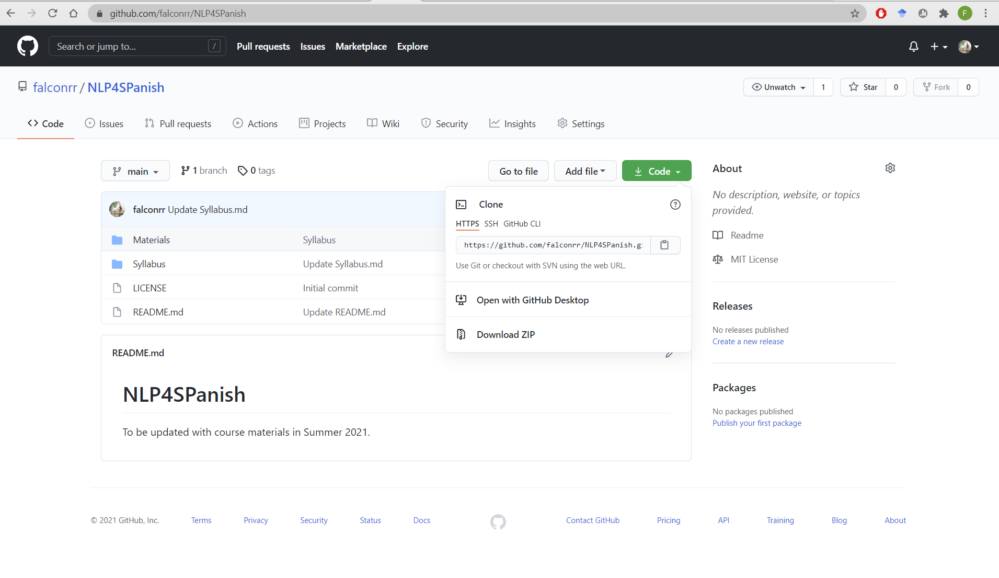 github.com/falconrr/NLP4SPanish
F
Search or jump to... /
Pull requests Issues Marketplace Explore
falconrr / NLP4SPanish
Unwatch 1 Star 0 Fork 0
Code Issues Pull requests Actions Projects Wiki Security Insights Settings
main 1 branch 0 tags
Go to file Add file Code
falconrr Update Syllabus.md
Materials Syllabus
Syllabus Update Syllabus.md
LICENSE Initial commit
README.md Update README.md
Clone
HTTPS SSH GitHub CLI
https://github.com/falconrr/NLP4SPanish.gi
Use Git or checkout with SVN using the web URL.
Open with GitHub Desktop
Download ZIP
README.md
NLP4SPanish
To be updated with course materials in Summer 2021.
About
No description, website, or topics
provided.
Readme
MIT License
Releases
No releases published
Create a new release
Packages
No packages published
Publish your first package
© 2021 GitHub, Inc. Terms Privacy Security Status Docs Contact GitHub Pricing API Training Blog About